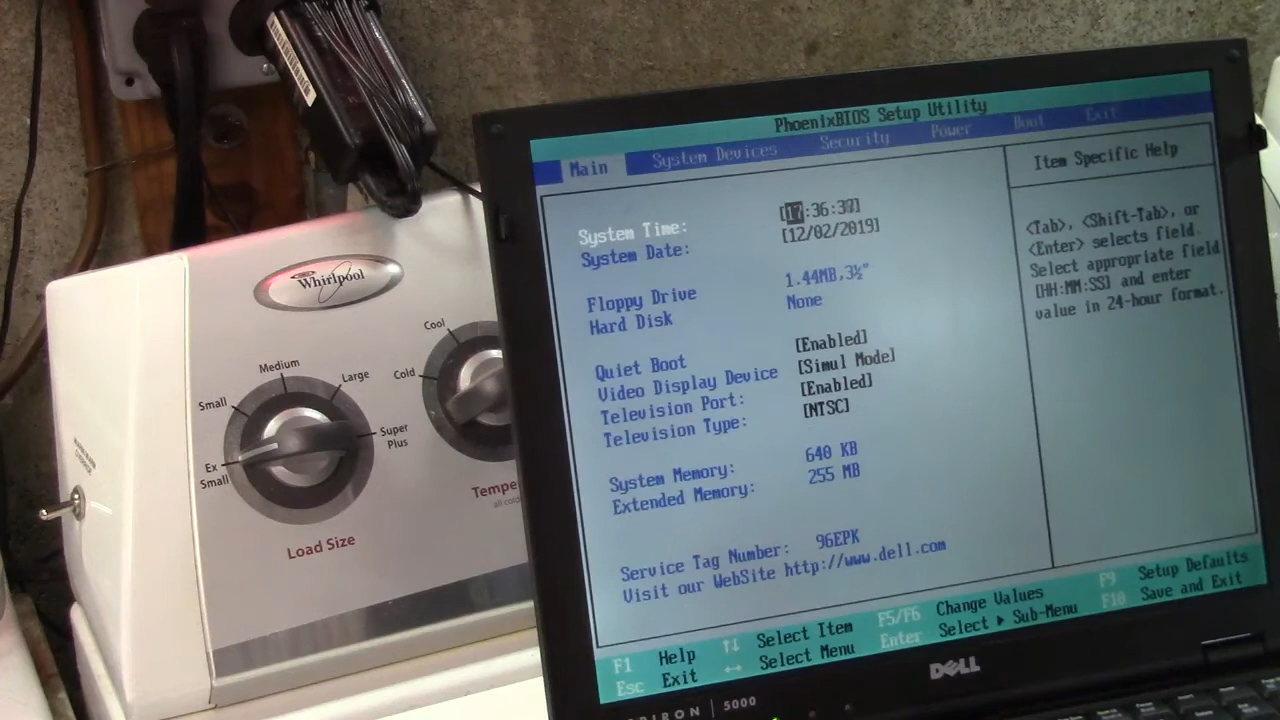 Whirlpool
Small
Medium
Large
Super
Plus
Ex
Small
Load Size
Cool
Cold
all
PhoenixBIOS Setup Utility
Main System Devices Security Power Boot Exit
Item Specific Help
System Time:
System Date: [12/02/2019]
Floppy Drive 1.44MB, 3½"
Hard Disk None
Quiet Boot [Enabled]
Video Display Device [Simul Mode]
Television Port: [Enabled]
Television Type: [NTSC]
System Memory: 640 KB
Extended Memory: 255 MB
Service Tag Number: 96EPK
Visit our WebSite http://www.dell.com
<Tab>, <Shift-Tab>, or
<Enter> selects field.
Select appropriate field
[HH:MM:SS] and enter
value in 24-hour format.
F1 Help ↑↓ Select Item F5/F6 Change Values F9 Setup Defaults
Esc Exit ↔ Select Menu Enter Select ▶ Sub-Menu F10 Save and Exit
DELL
5000